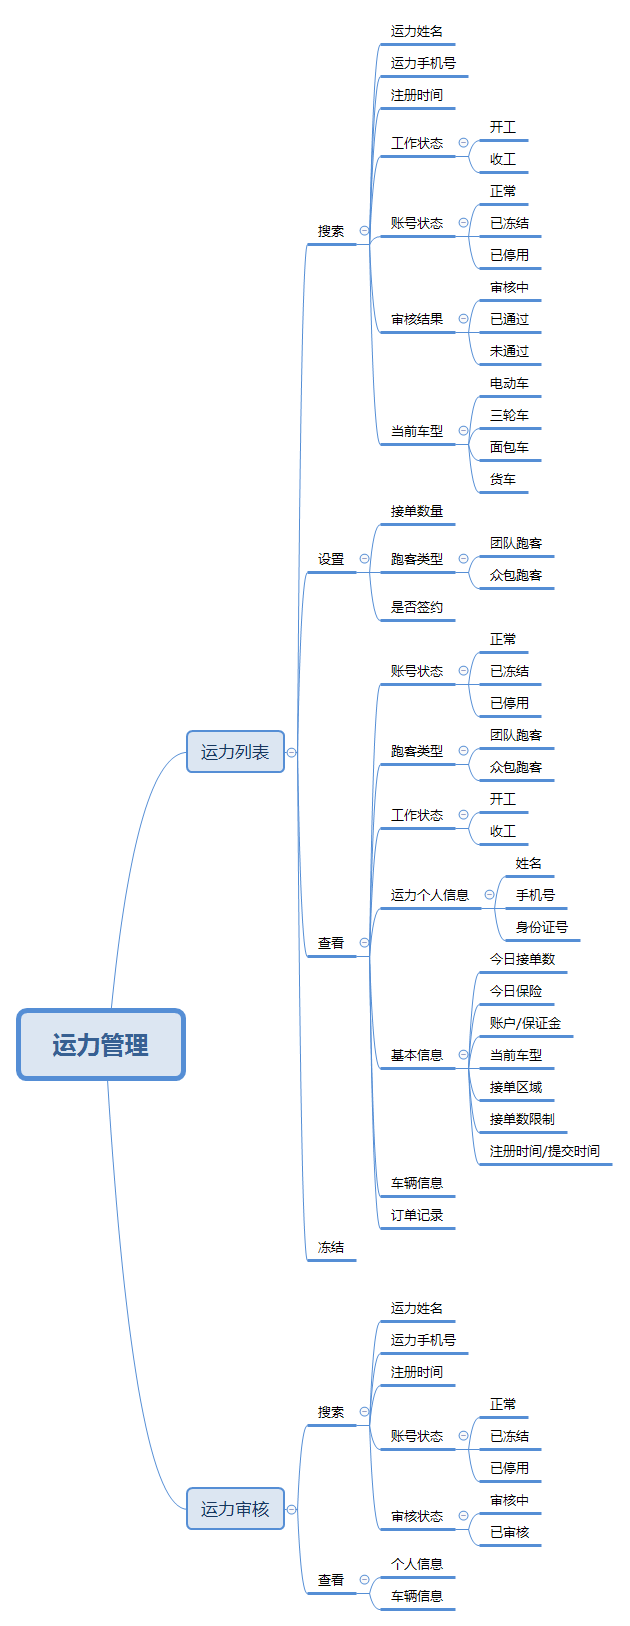 运力管理
运力列表
搜索
运力姓名
运力手机号
注册时间
工作状态
开工
收工
账号状态
正常
已冻结
已停用
审核结果
审核中
已通过
未通过
当前车型
电动车
三轮车
面包车
货车
设置
接单数量
跑客类型
团队跑客
众包跑客
是否签约
查看
账号状态
正常
已冻结
已停用
跑客类型
团队跑客
众包跑客
工作状态
开工
收工
运力个人信息
姓名
手机号
身份证号
基本信息
今日接单数
今日保险
账户/保证金
当前车型
接单区域
接单数限制
注册时间/提交时间
车辆信息
订单记录
冻结
运力审核
搜索
运力姓名
运力手机号
注册时间
账号状态
正常
已冻结
已停用
审核状态
审核中
已审核
查看
个人信息
车辆信息